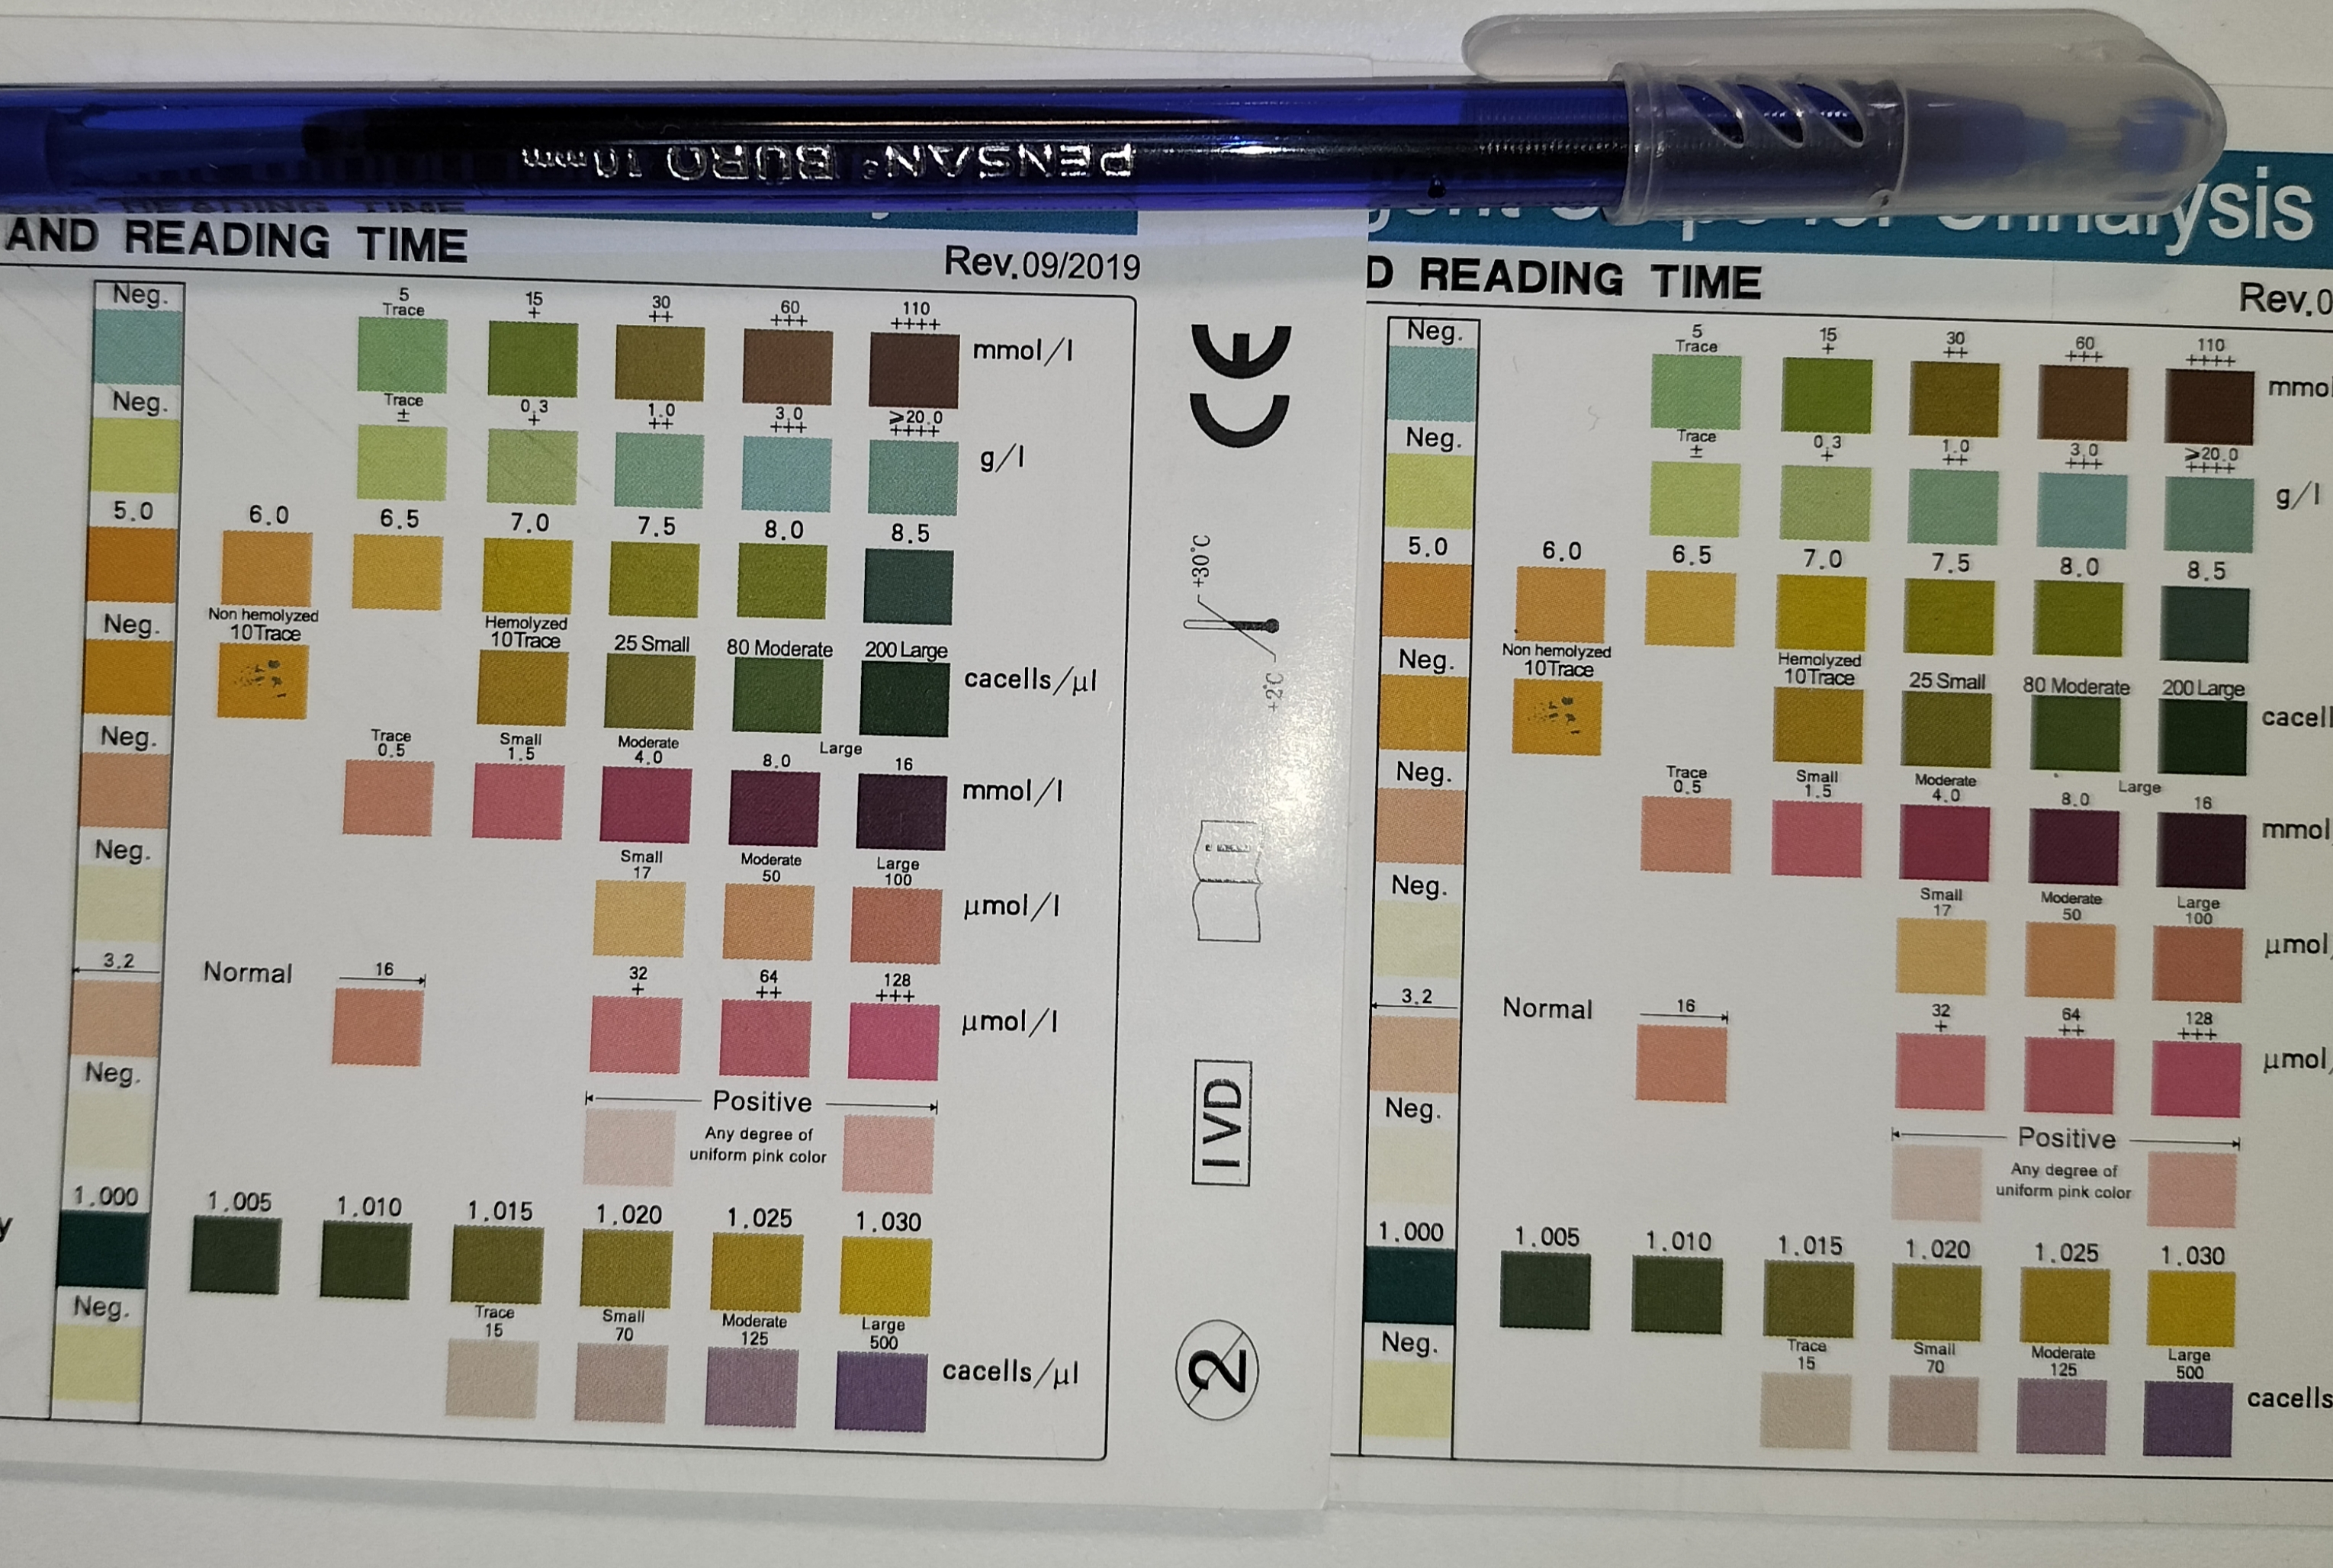 PENSAN BURO 1.0 mm
AND READING TIME
Rev.09/2019
Neg.
5 15 30 60 110
Trace + ++ +++ ++++
mmol/l
Neg.
Trace 0.3 1.0 3.0 ≥20.0
± + ++ +++ ++++
g/l
5.0 6.0 6.5 7.0 7.5 8.0 8.5
Neg.
Non hemolyzed Hemolyzed
10Trace 10Trace 25 Small 80 Moderate 200 Large
cacells/µl
Neg.
Trace Small Moderate Large
0.5 1.5 4.0 8.0 16
mmol/l
Neg.
Small Moderate Large
17 50 100
µmol/l
3.2 Normal 16 32 64 128
+ ++ +++
µmol/l
Neg.
Positive
Any degree of
uniform pink color
1.000 1.005 1.010 1.015 1.020 1.025 1.030
y
Neg.
Trace Small Moderate Large
15 70 125 500
cacells/µl
CE
+30°C
+2°C
IVD
2
ysis
D READING TIME
Rev.0
Neg.
5 15 30 60 110
Trace + ++ +++ ++++
mmol
Neg.
Trace 0.3 1.0 3.0 ≥20.0
± + ++ +++ ++++
g/l
5.0 6.0 6.5 7.0 7.5 8.0 8.5
Neg.
Non hemolyzed Hemolyzed
10Trace 10Trace 25 Small 80 Moderate 200 Large
cacell
Neg.
Trace Small Moderate Large
0.5 1.5 4.0 8.0 16
mmol
Neg.
Small Moderate Large
17 50 100
µmol/
3.2 Normal 16 32 64 128
+ ++ +++
µmol/
Neg.
Positive
Any degree of
uniform pink color
1.000 1.005 1.010 1.015 1.020 1.025 1.030
Neg.
Trace Small Moderate Large
15 70 125 500
cacells